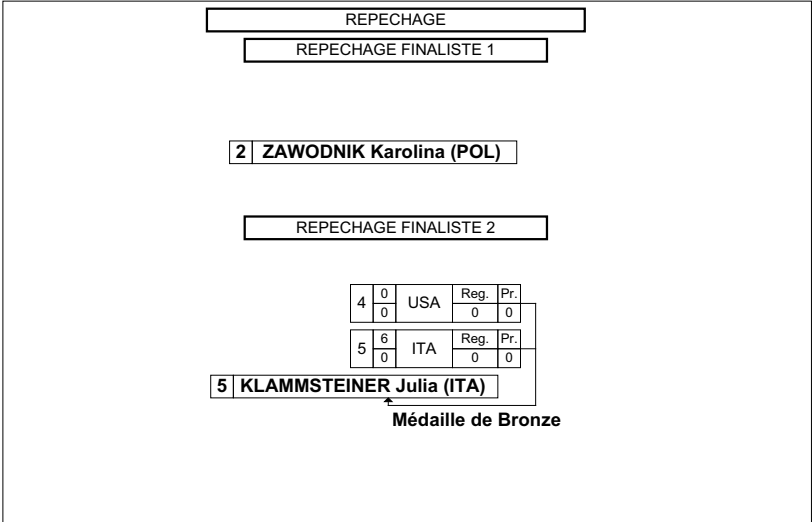 REPECHAGE
REPECHAGE FINALISTE 1
2 ZAWODNIK Karolina (POL)
REPECHAGE FINALISTE 2
4 0 USA Reg. Pr.
0 0 0
5 6 ITA Reg. Pr.
0 0 0
5 KLAMMSTEINER Julia (ITA)
Médaille de Bronze